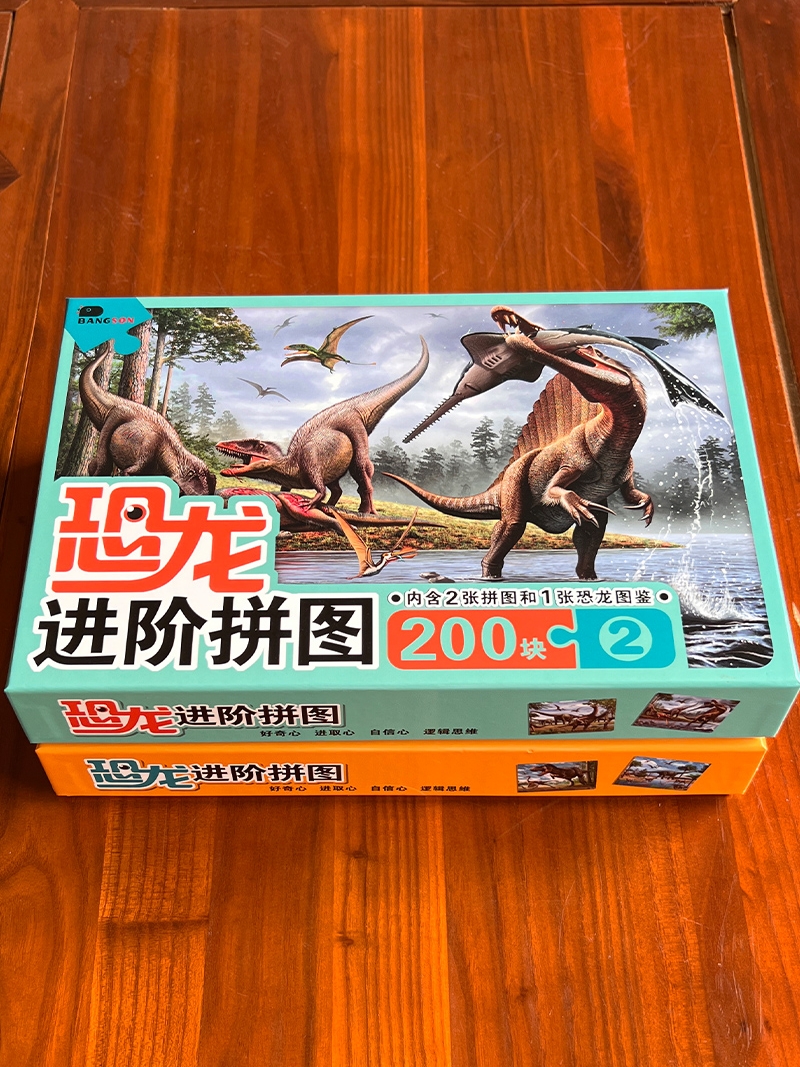 BANGSON
恐龙
进阶拼图
内含2张拼图和1张恐龙图鉴
200块 2
恐龙进阶拼图
好奇心 进取心 自信心 逻辑思维
恐龙进阶拼图
好奇心 进取心 自信心 逻辑思维